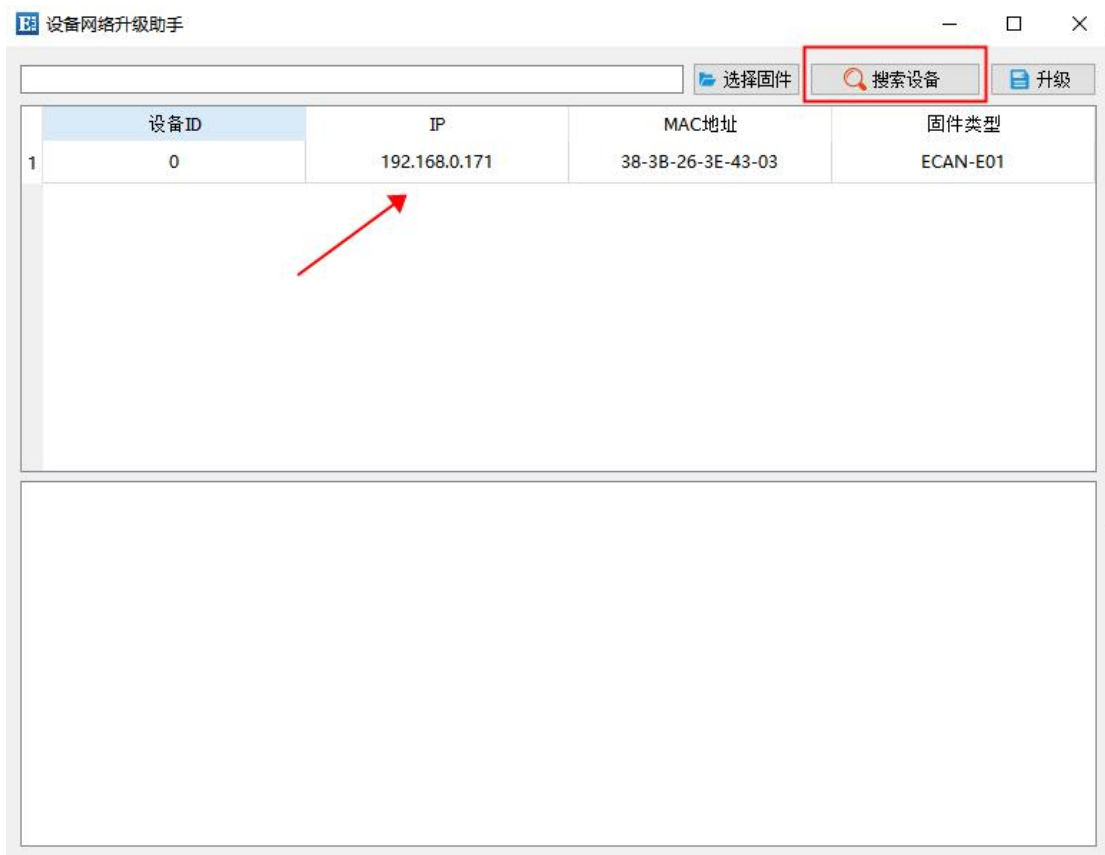 设备网络升级助手
选择固件 搜索设备 升级
设备ID IP MAC地址 固件类型
1 0 192.168.0.171 38-3B-26-3E-43-03 ECAN-E01